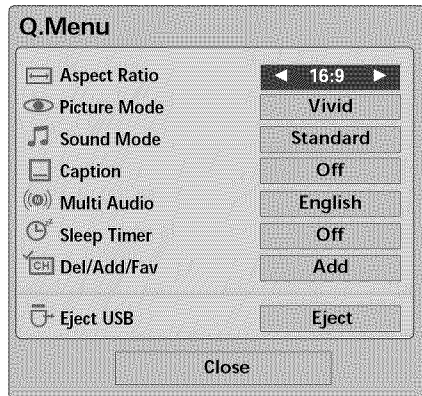 Q.Menu
Aspect Ratio ◄ 16:9 ►
Picture Mode Vivid
Sound Mode Standard
Caption Off
Multi Audio English
Sleep Timer Off
CH Del/Add/Fav Add
Eject USB Eject
Close